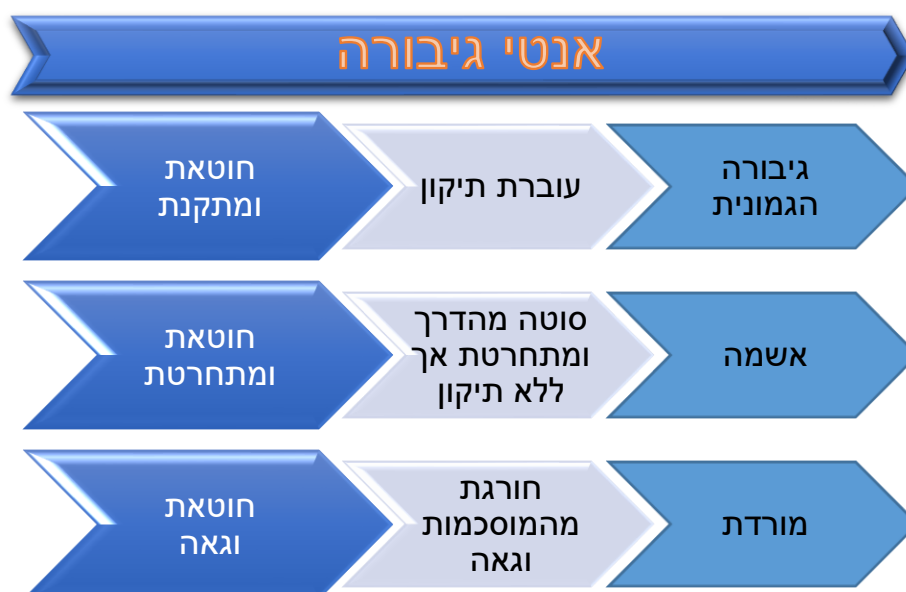 אנטי גיבורה
חוטאת
ומתקנת
עוברת תיקון
גיבורה
הגמונית
חוטאת
ומתחרטת
סוטה מהדרך
ומתחרטת אך
ללא תיקון
אשמה
חוטאת
וגאה
חורגת
מהמוסכמות
וגאה
מורדת